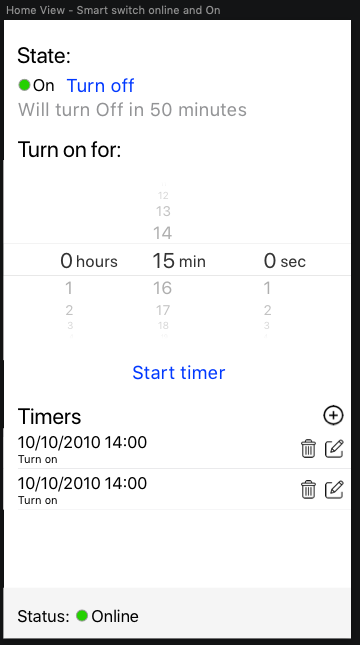 Home View - Smart switch online and On
State:
On Turn off
Will turn Off in 50 minutes
Turn on for:
12
13
14
0 hours 15 min 0 sec
1 16 1
2 17 2
3 18 3
Start timer
Timers
10/10/2010 14:00
Turn on
10/10/2010 14:00
Turn on
Status: Online